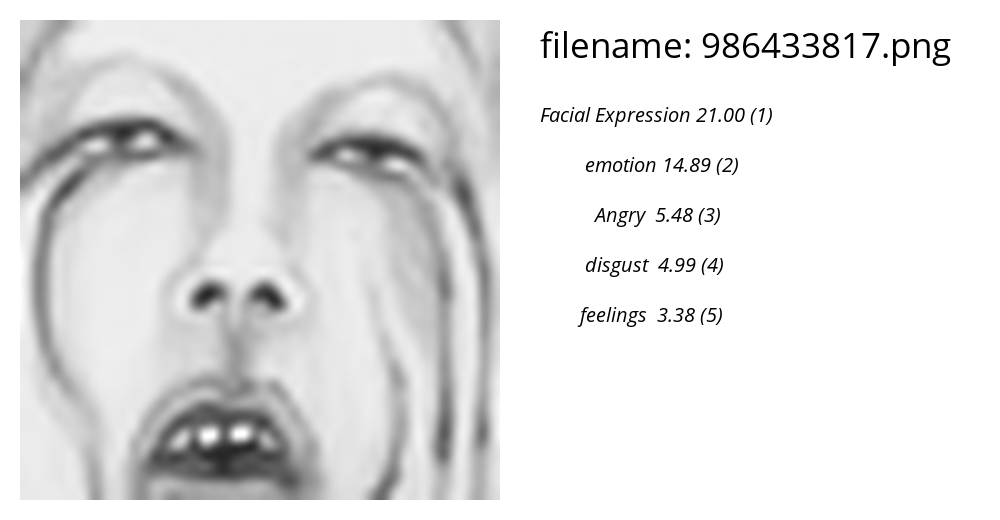 filename: 986433817.png
Facial Expression 21.00 (1)
emotion 14.89 (2)
Angry 5.48 (3)
disgust 4.99 (4)
feelings 3.38 (5)